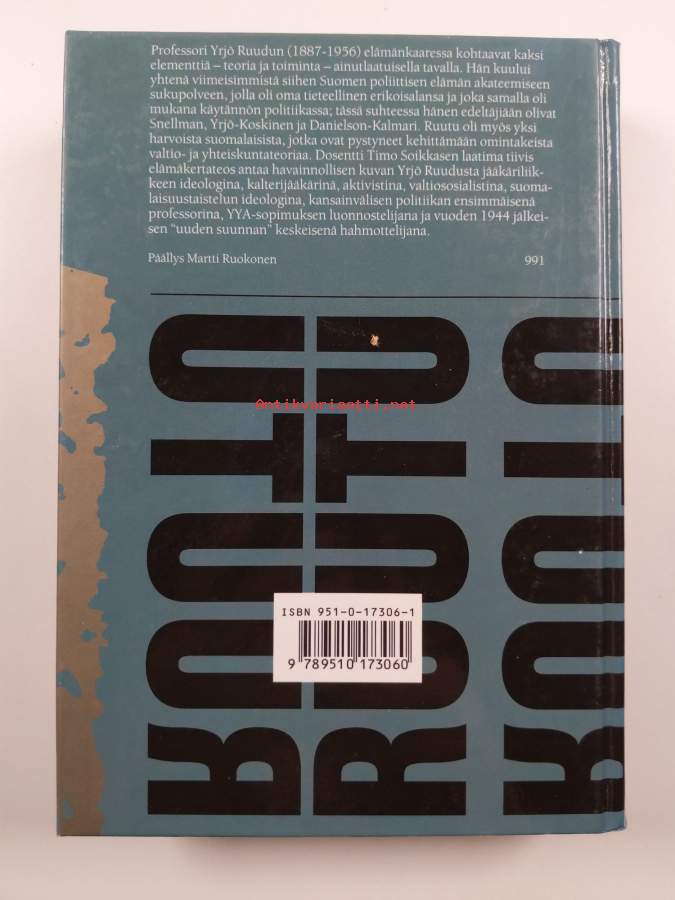 Professori Yrjö Ruudun (1887-1956) elämänkaaressa kohtaavat kaksi
elementtiä – teoria ja toiminta – ainutlaatuisella tavalla. Hän kuului
yhtenä viimeisimmistä siihen Suomen poliittisen elämän akateemiseen
sukupolveen, jolla oli oma tieteellinen erikoisalansa ja joka samalla oli
mukana käytännön politiikassa; tässä suhteessa hänen edeltäjiään olivat
Snellman, Yrjö-Koskinen ja Danielson-Kalmari. Ruutu oli myös yksi
harvoista suomalaisista, jotka ovat pystyneet kehittämään omintakeista
valtio- ja yhteiskuntateoriaa. Dosentti Timo Soikkasen laatima tiivis
elämäkertateos antaa havainnollisen kuvan Yrjö Ruudusta jääkäriliik-
keen ideologina, kalterijääkärinä, aktivistina, valtiososialistina, suoma-
laisuustaistelun ideologina, kansainvälisen politiikan ensimmäisenä
professorina, YYA-sopimuksen luonnostelijana ja vuoden 1944 jälkei-
sen "uuden suunnan" keskeisenä hahmottelijana.
Päällys Martti Ruokonen 991
Antikvariaatti.net
RUUTU
RUUTU
RUUTU
ISBN 951-0-17306-1
9 789510 173060